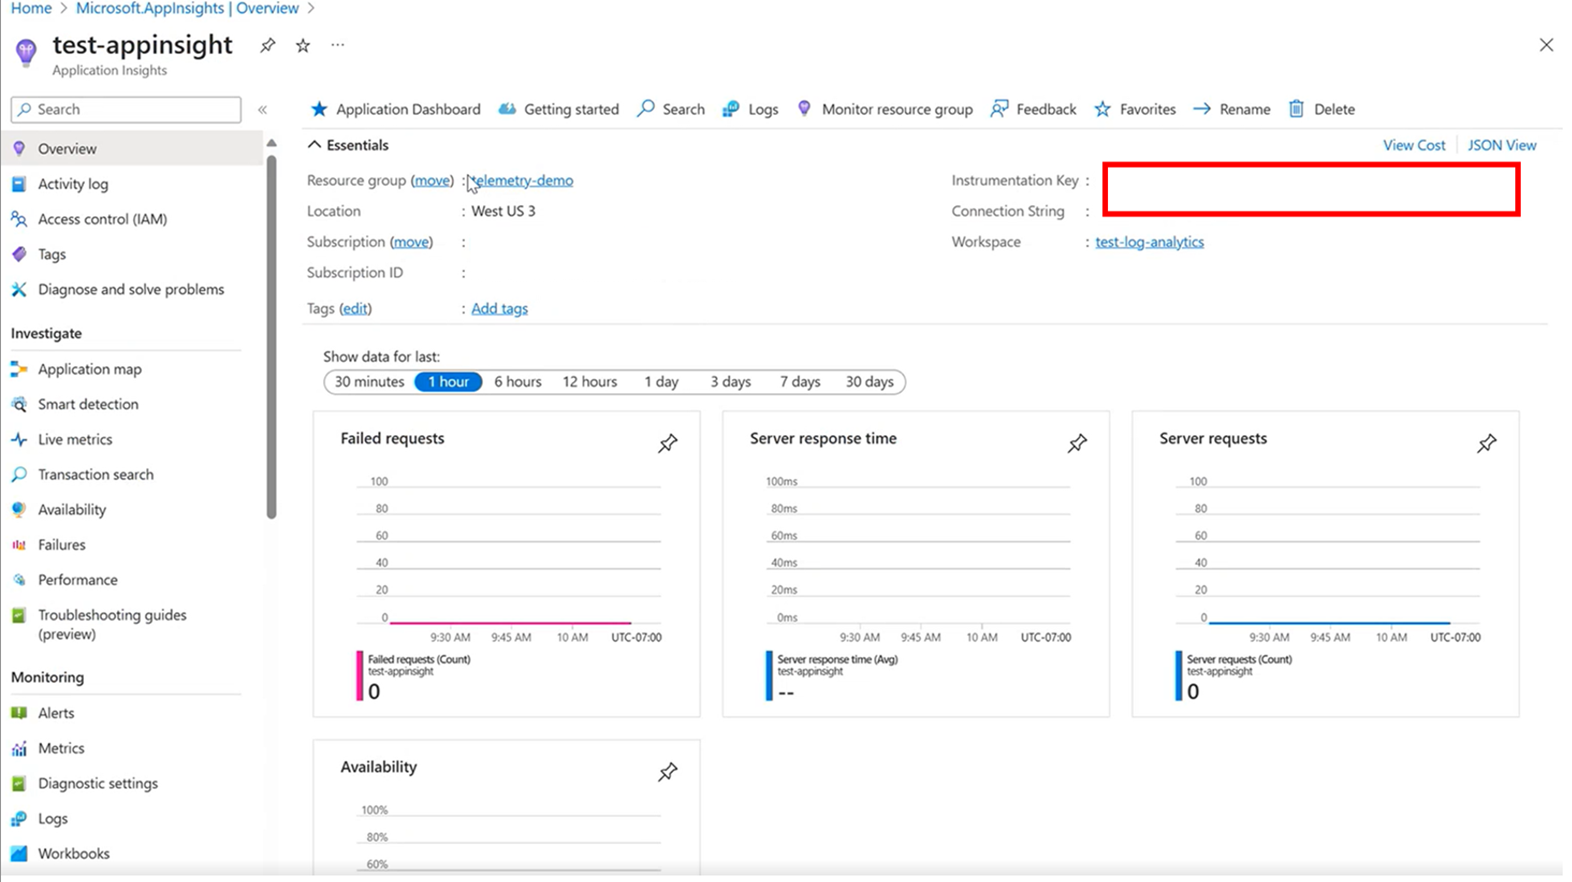 Home > Microsoft.AppInsights | Overview >
test-appinsight
Application Insights
Search
Overview
Activity log
Access control (IAM)
Tags
Diagnose and solve problems
Investigate
Application map
Smart detection
Live metrics
Transaction search
Availability
Failures
Performance
Troubleshooting guides
(preview)
Monitoring
Alerts
Metrics
Diagnostic settings
Logs
Workbooks
Application Dashboard Getting started Search Logs Monitor resource group Feedback Favorites Rename Delete
Essentials
View Cost JSON View
Resource group (move) : telemetry-demo
Location : West US 3
Subscription (move) :
Subscription ID :
Tags (edit) : Add tags
Instrumentation Key :
Connection String :
Workspace : test-log-analytics
Show data for last:
30 minutes 1 hour 6 hours 12 hours 1 day 3 days 7 days 30 days
Failed requests
100
80
60
40
20
0
9:30 AM 9:45 AM 10 AM UTC-07:00
Failed requests (Count)
test-appinsight
0
Server response time
100ms
80ms
60ms
40ms
20ms
0ms
9:30 AM 9:45 AM 10 AM UTC-07:00
Server response time (Avg)
test-appinsight
--
Server requests
100
80
60
40
20
0
9:30 AM 9:45 AM 10 AM UTC-07:00
Server requests (Count)
test-appinsight
0
Availability
100%
80%
60%